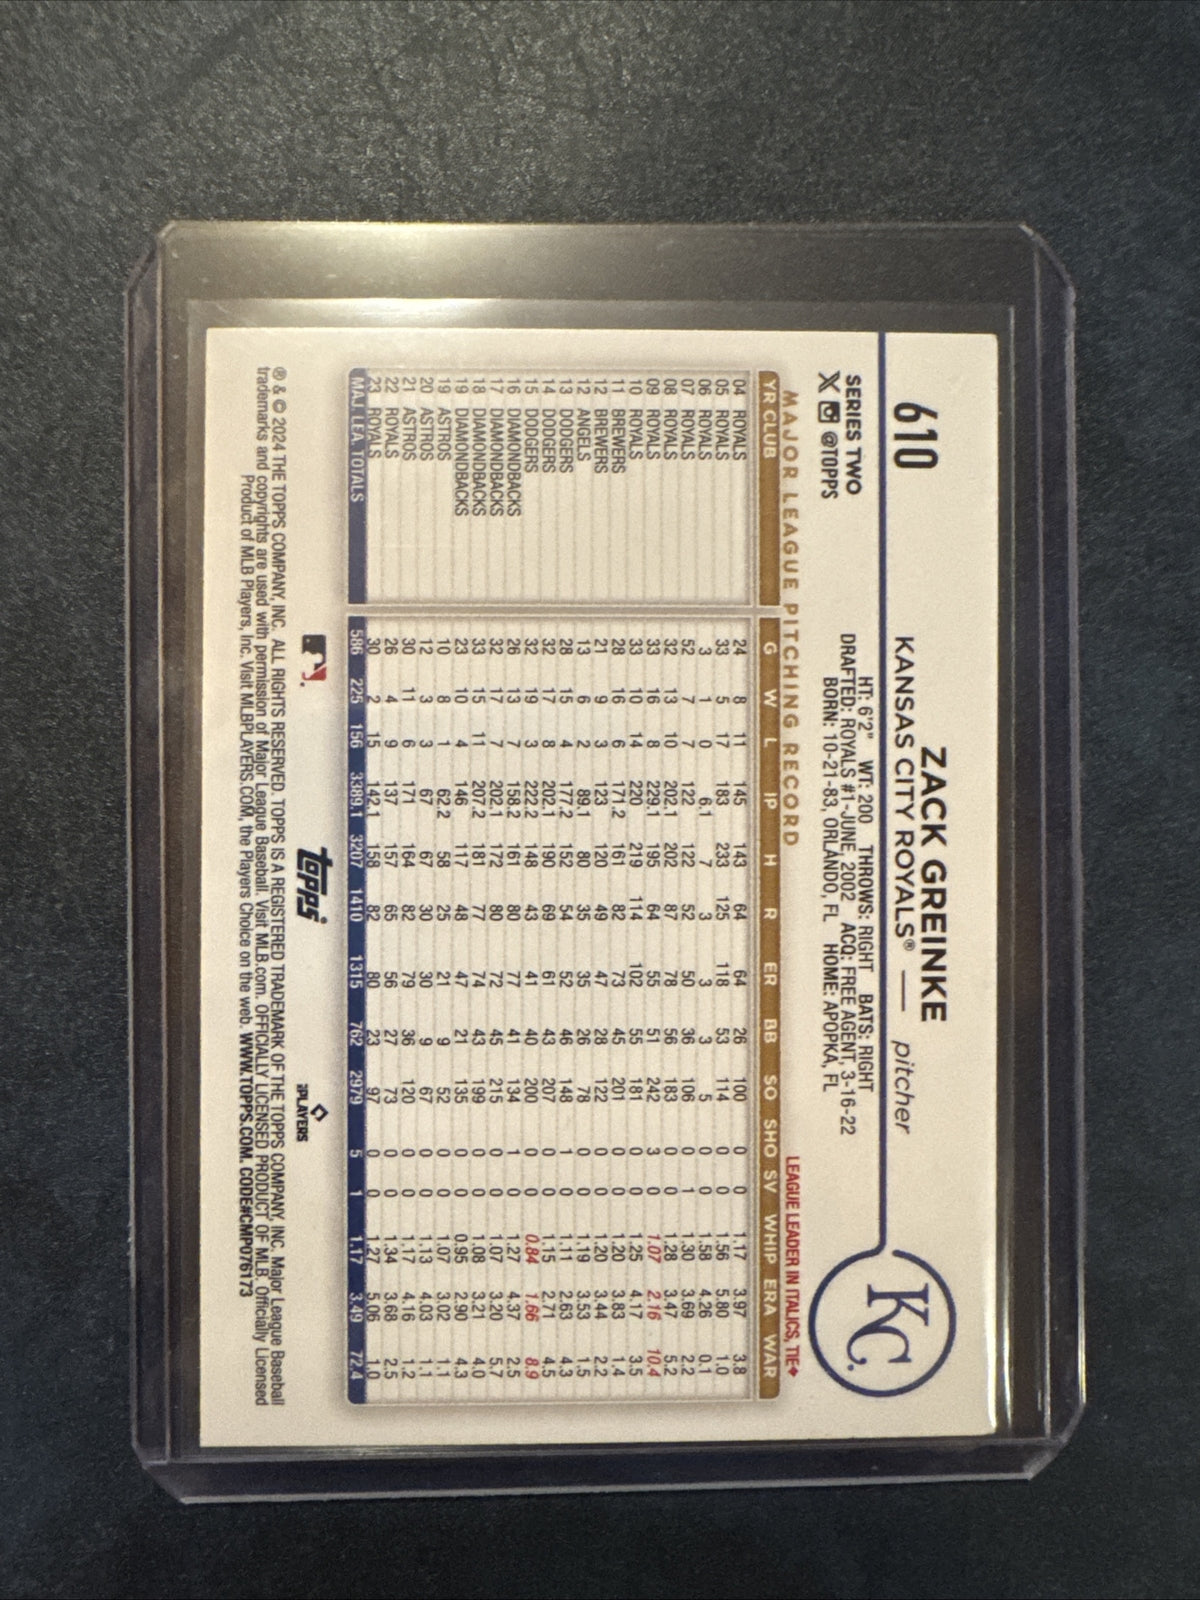 610
ZACK GREINKE
KANSAS CITY ROYALS® — pitcher
KC
SERIES TWO
@TOPPS
HT: 6'2" WT: 200 THROWS: RIGHT BATS: RIGHT
DRAFTED: ROYALS #1-JUNE, 2002 ACQ: FREE AGENT, 3-16-22
BORN: 10-21-83, ORLANDO, FL HOME: APOPKA, FL
MAJOR LEAGUE PITCHING RECORD LEAGUE LEADER IN ITALICS, TIE♦
YR CLUB G W L IP H R ER BB SO SHO SV WHIP ERA WAR
04 ROYALS 24 8 11 145 143 64 64 26 100 0 0 1.17 3.97 3.8
05 ROYALS 33 5 17 183 233 125 118 53 114 0 0 1.56 5.80 1.0
06 ROYALS 3 1 0 6.1 7 3 3 3 5 0 0 1.58 4.26 0.1
07 ROYALS 52 7 7 122 122 52 50 36 106 0 1 1.30 3.69 2.2
08 ROYALS 32 13 10 202.1 202 87 78 56 183 0 0 1.28 3.47 5.2
09 ROYALS 33 16 8 229.1 195 64 55 51 242 3 0 1.07 2.16 10.4
10 ROYALS 33 10 14 220 219 114 102 55 181 0 0 1.25 4.17 3.5
11 BREWERS 28 16 6 171.2 161 82 73 45 201 0 0 1.20 3.83 1.4
12 BREWERS 21 9 3 123 120 49 47 28 122 0 0 1.20 3.44 2.2
12 ANGELS 13 6 2 89.1 80 35 35 26 78 0 0 1.19 3.53 1.5
13 DODGERS 28 15 4 177.2 152 54 52 46 148 1 0 1.11 2.63 4.3
14 DODGERS 32 17 8 202.1 190 69 61 43 207 0 0 1.15 2.71 4.5
15 DODGERS 32 19 3 222.2 148 43 41 40 200 0 0 0.84 1.66 8.9
16 DIAMONDBACKS 26 13 7 158.2 161 80 77 41 134 1 0 1.27 4.37 2.5
17 DIAMONDBACKS 32 17 7 202.1 172 80 72 45 215 0 0 1.07 3.20 5.7
18 DIAMONDBACKS 33 15 11 207.2 181 77 74 43 199 0 0 1.08 3.21 4.0
19 DIAMONDBACKS 23 10 4 146 117 48 47 21 135 0 0 0.95 2.90 4.3
19 ASTROS 10 8 1 62.2 58 25 21 9 52 0 0 1.07 3.02 1.1
20 ASTROS 12 3 3 67 67 30 30 9 67 0 0 1.13 4.03 1.1
21 ASTROS 30 11 6 171 164 82 79 36 120 0 0 1.17 4.16 1.2
22 ROYALS 26 4 9 137 157 65 56 27 73 0 0 1.34 3.68 2.5
23 ROYALS 30 2 15 142.1 158 82 80 23 97 0 0 1.27 5.06 1.0
MAJ. LEA. TOTALS 586 225 156 3389.1 3207 1410 1315 762 2979 5 1 1.17 3.49 72.4
topps PLAYERS
® & © 2024 THE TOPPS COMPANY, INC. ALL RIGHTS RESERVED. TOPPS IS A REGISTERED TRADEMARK OF THE TOPPS COMPANY, INC. Major League Baseball
trademarks and copyrights are used with permission of Major League Baseball. Visit MLB.com. OFFICIALLY LICENSED PRODUCT OF MLB. Officially Licensed
Product of MLB Players, Inc. Visit MLBPLAYERS.COM, the Players Choice on the web. WWW.TOPPS.COM. CODE#CMP076173